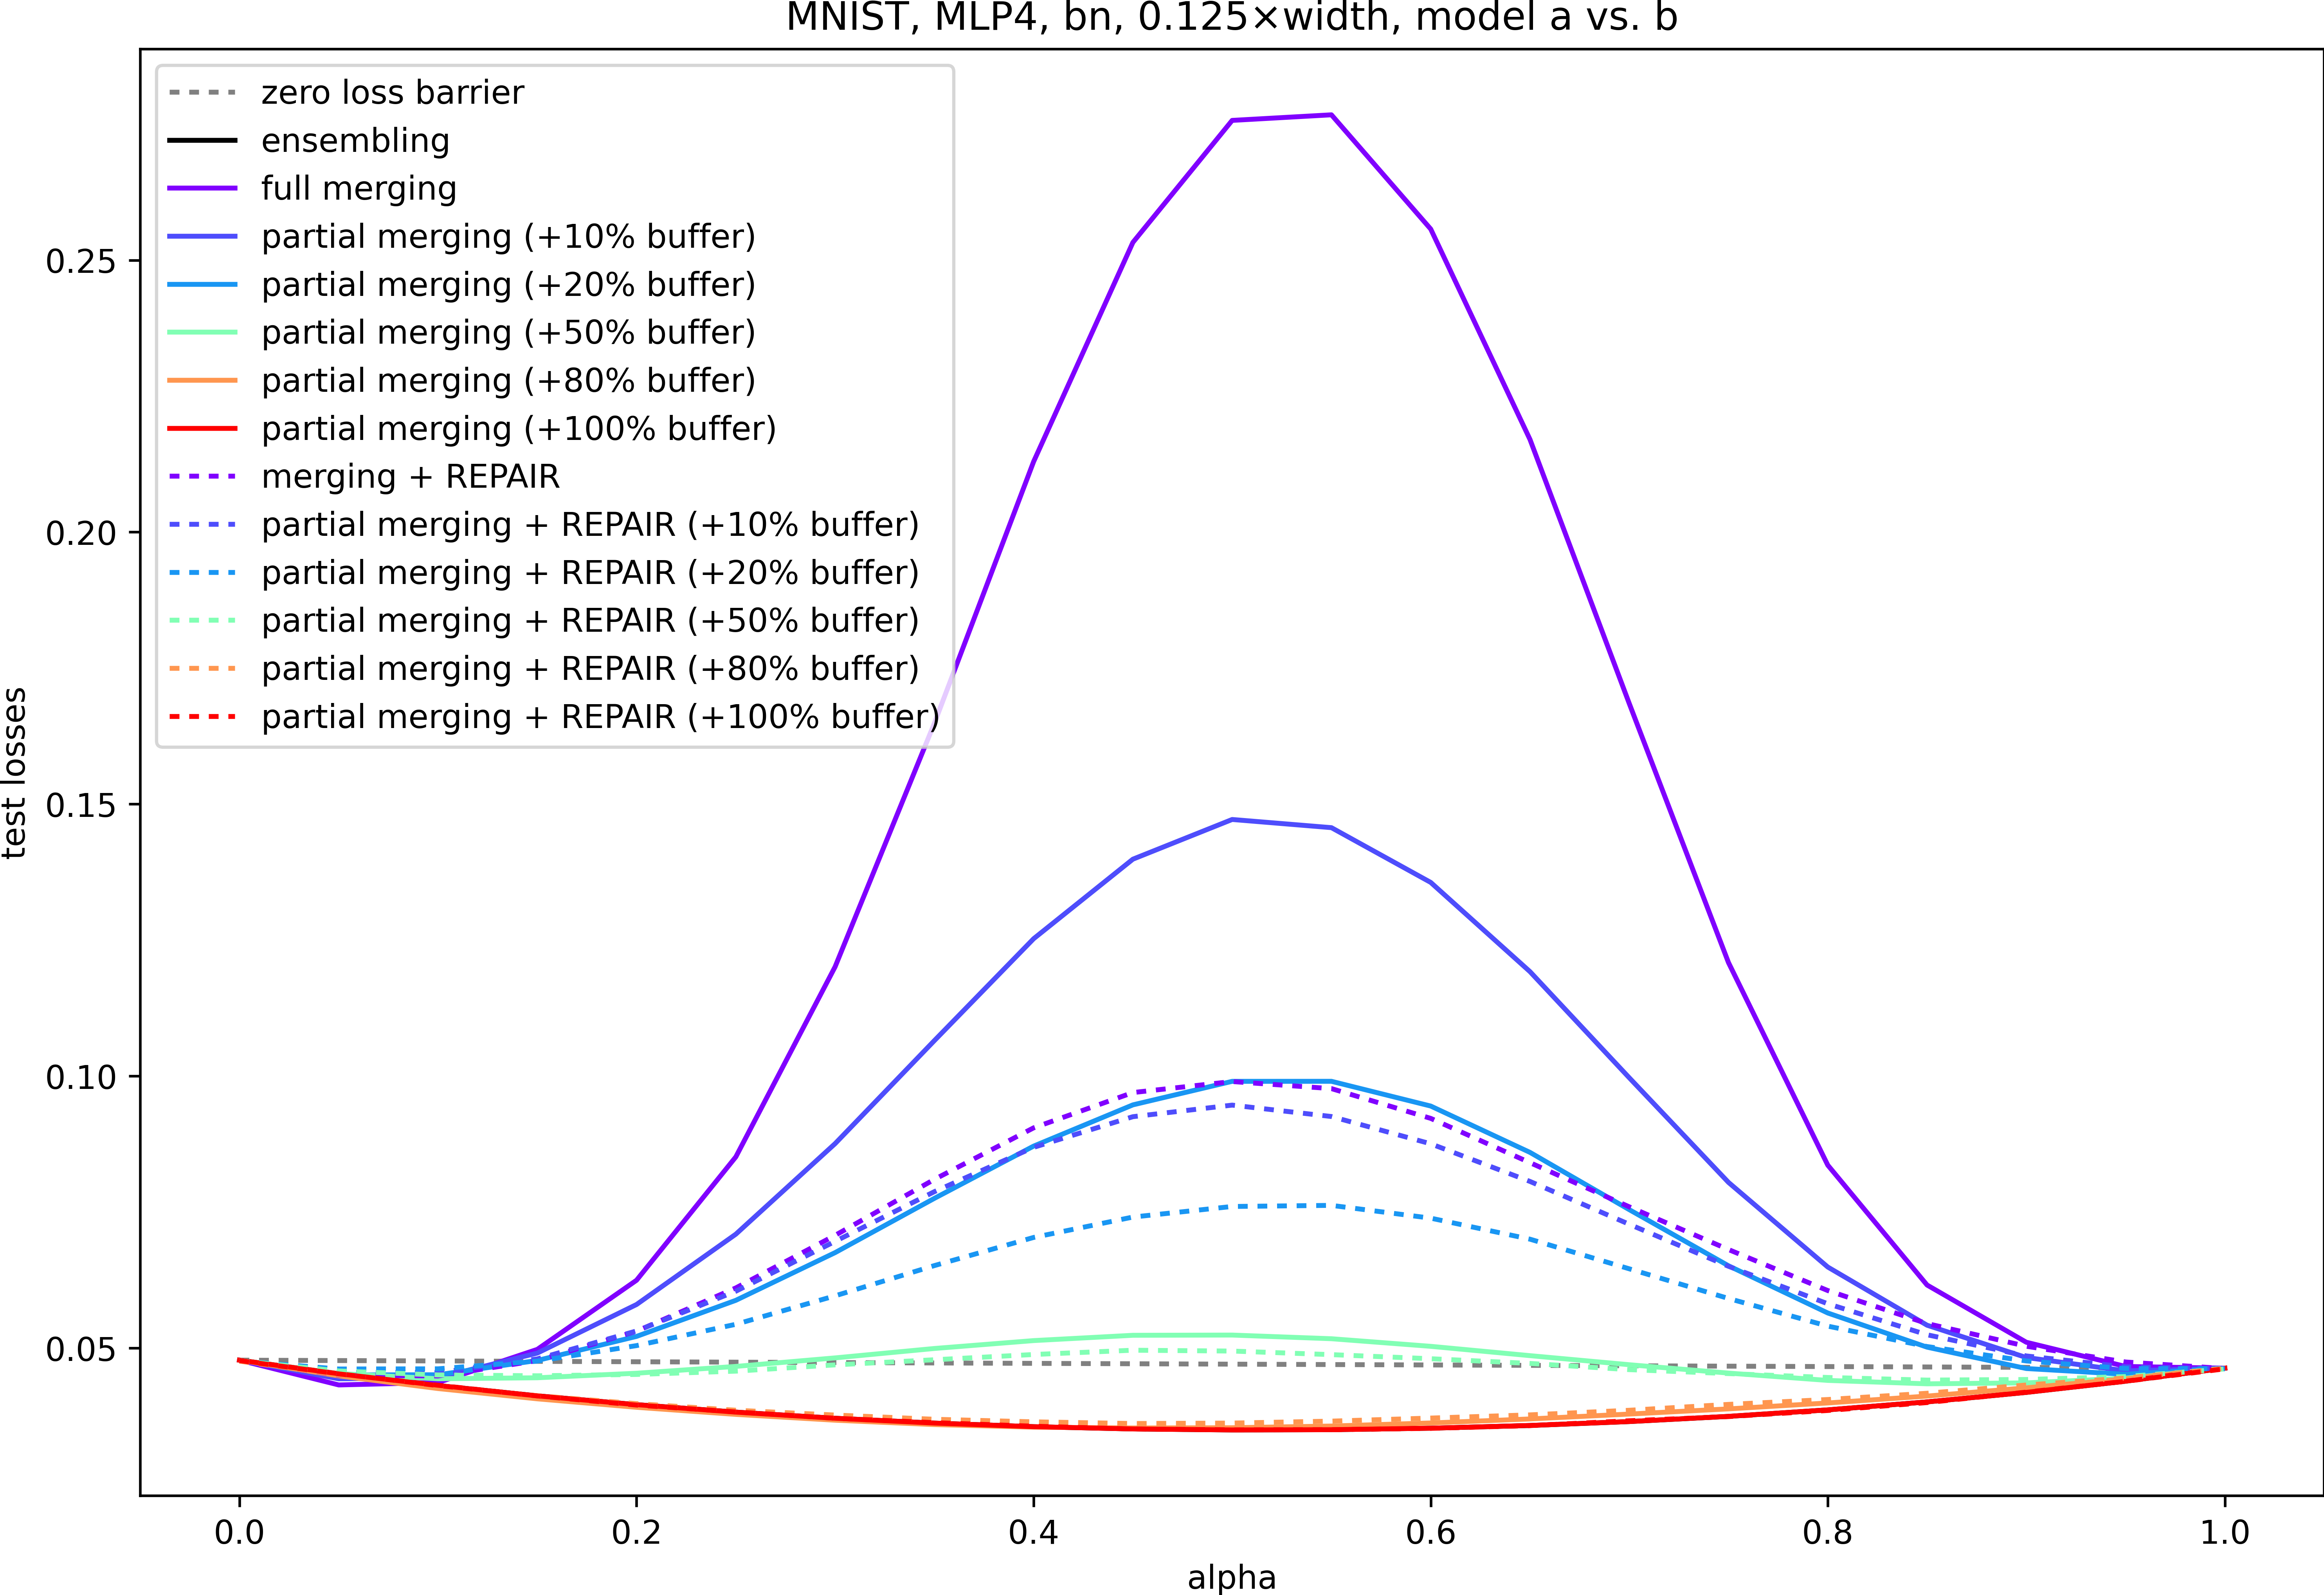 MNIST, MLP4, bn, 0.125×width, model a vs. b
zero loss barrier
ensembling
full merging
partial merging (+10% buffer)
partial merging (+20% buffer)
partial merging (+50% buffer)
partial merging (+80% buffer)
partial merging (+100% buffer)
merging + REPAIR
partial merging + REPAIR (+10% buffer)
partial merging + REPAIR (+20% buffer)
partial merging + REPAIR (+50% buffer)
partial merging + REPAIR (+80% buffer)
partial merging + REPAIR (+100% buffer)
test losses
0.25
0.20
0.15
0.10
0.05
0.0 0.2 0.4 0.6 0.8 1.0
alpha